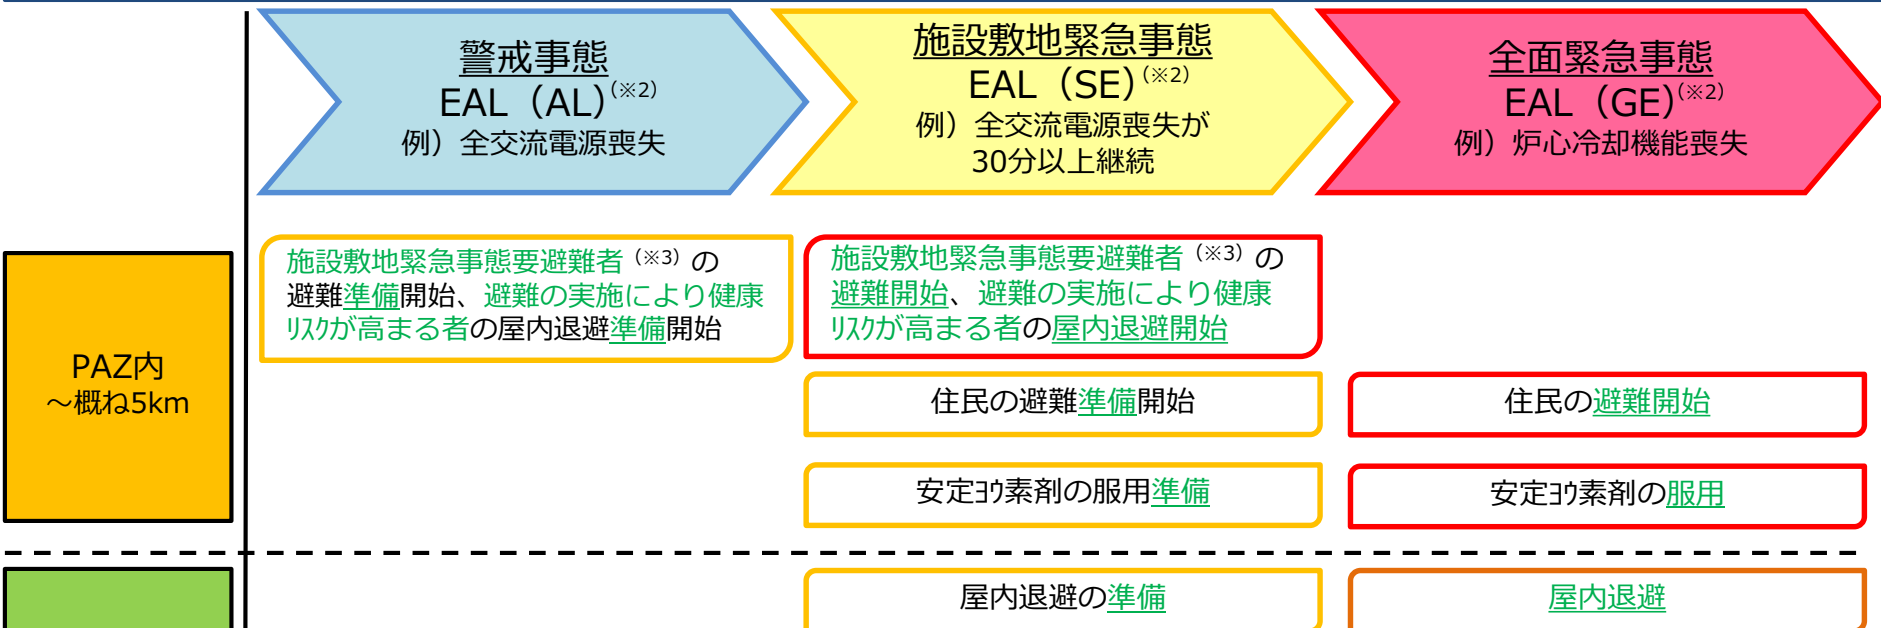 警戒事態
EAL（AL）（※2）
例）全交流電源喪失
施設敷地緊急事態
EAL（SE）（※2）
例）全交流電源喪失が
30分以上継続
全面緊急事態
EAL（GE）（※2）
例）炉心冷却機能喪失
PAZ内
～概ね5km
施設敷地緊急事態要避難者（※3）の
避難準備開始、避難の実施により健康
ﾘｽｸが高まる者の屋内退避準備開始
施設敷地緊急事態要避難者（※3）の
避難開始、避難の実施により健康
ﾘｽｸが高まる者の屋内退避開始
住民の避難準備開始
住民の避難開始
安定ﾖｳ素剤の服用準備
安定ﾖｳ素剤の服用
屋内退避の準備
屋内退避